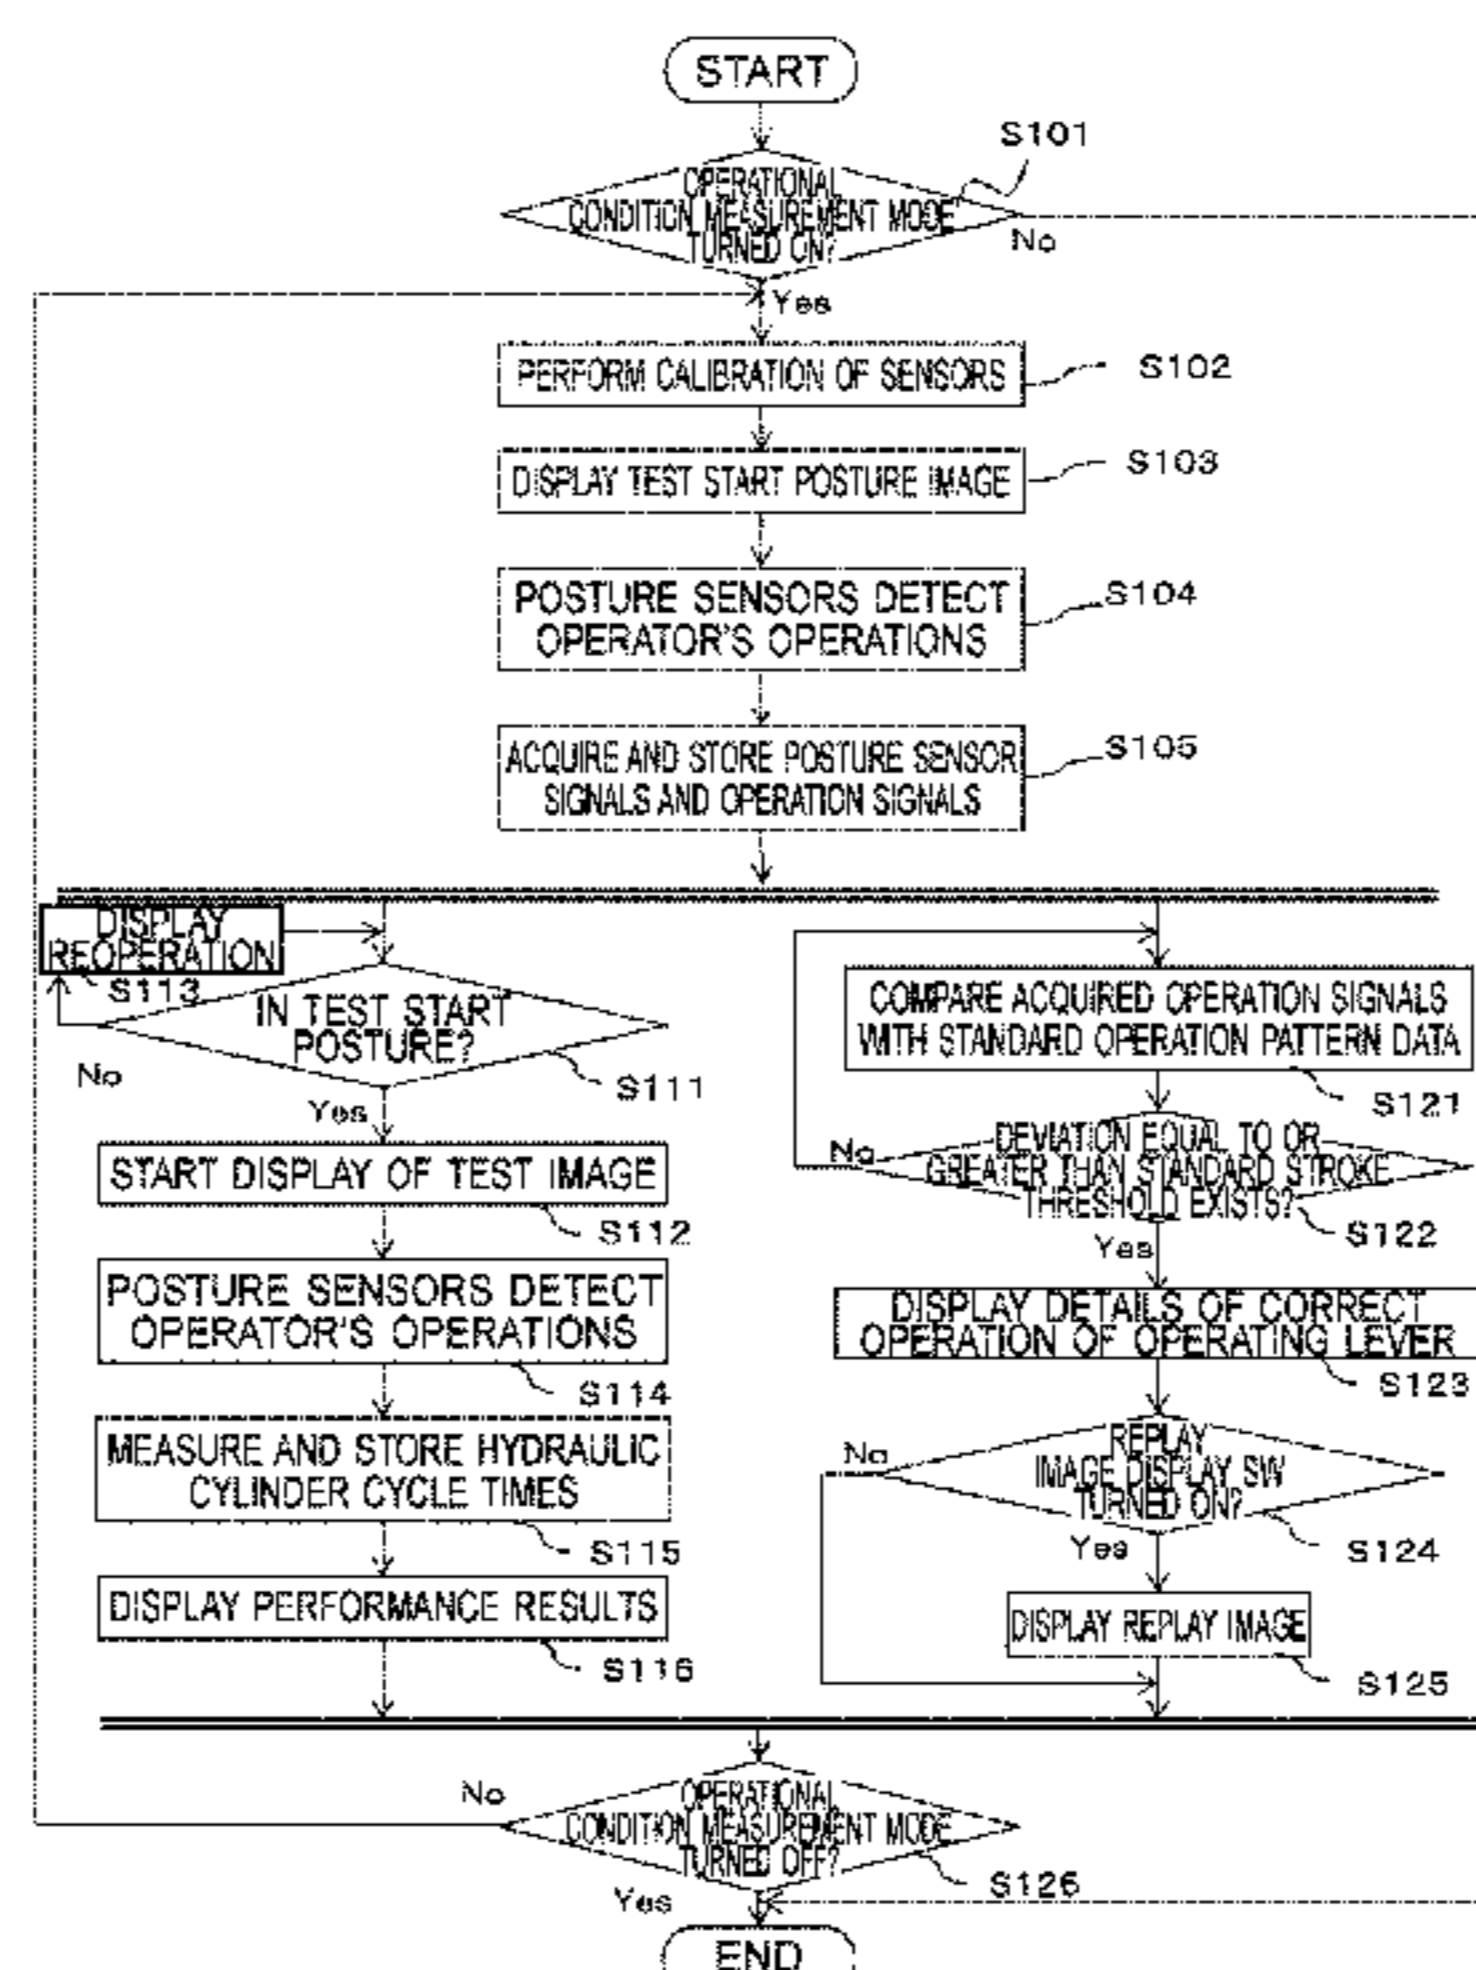 START
S101
OPERATIONAL
CONDITION MEASUREMENT MODE
TURNED ON?
No
Yes
PERFORM CALIBRATION OF SENSORS
S102
DISPLAY TEST START POSTURE IMAGE
S103
POSTURE SENSORS DETECT
OPERATOR'S OPERATIONS
S104
ACQUIRE AND STORE POSTURE SENSOR
SIGNALS AND OPERATION SIGNALS
S105
DISPLAY
REOPERATION
S113
IN TEST START
POSTURE?
No
S111
Yes
START DISPLAY OF TEST IMAGE
S112
POSTURE SENSORS DETECT
OPERATOR'S OPERATIONS
S114
MEASURE AND STORE HYDRAULIC
CYLINDER CYCLE TIMES
S115
DISPLAY PERFORMANCE RESULTS
S116
COMPARE ACQUIRED OPERATION SIGNALS
WITH STANDARD OPERATION PATTERN DATA
S121
No
DEVIATION EQUAL TO OR
GREATER THAN STANDARD STROKE
THRESHOLD EXISTS?
S122
Yes
DISPLAY DETAILS OF CORRECT
OPERATION OF OPERATING LEVER
S123
No
REPLAY
IMAGE DISPLAY SW
TURNED ON?
S124
Yes
DISPLAY REPLAY IMAGE
S125
No
OPERATIONAL
CONDITION MEASUREMENT MODE
TURNED OFF?
S126
Yes
END